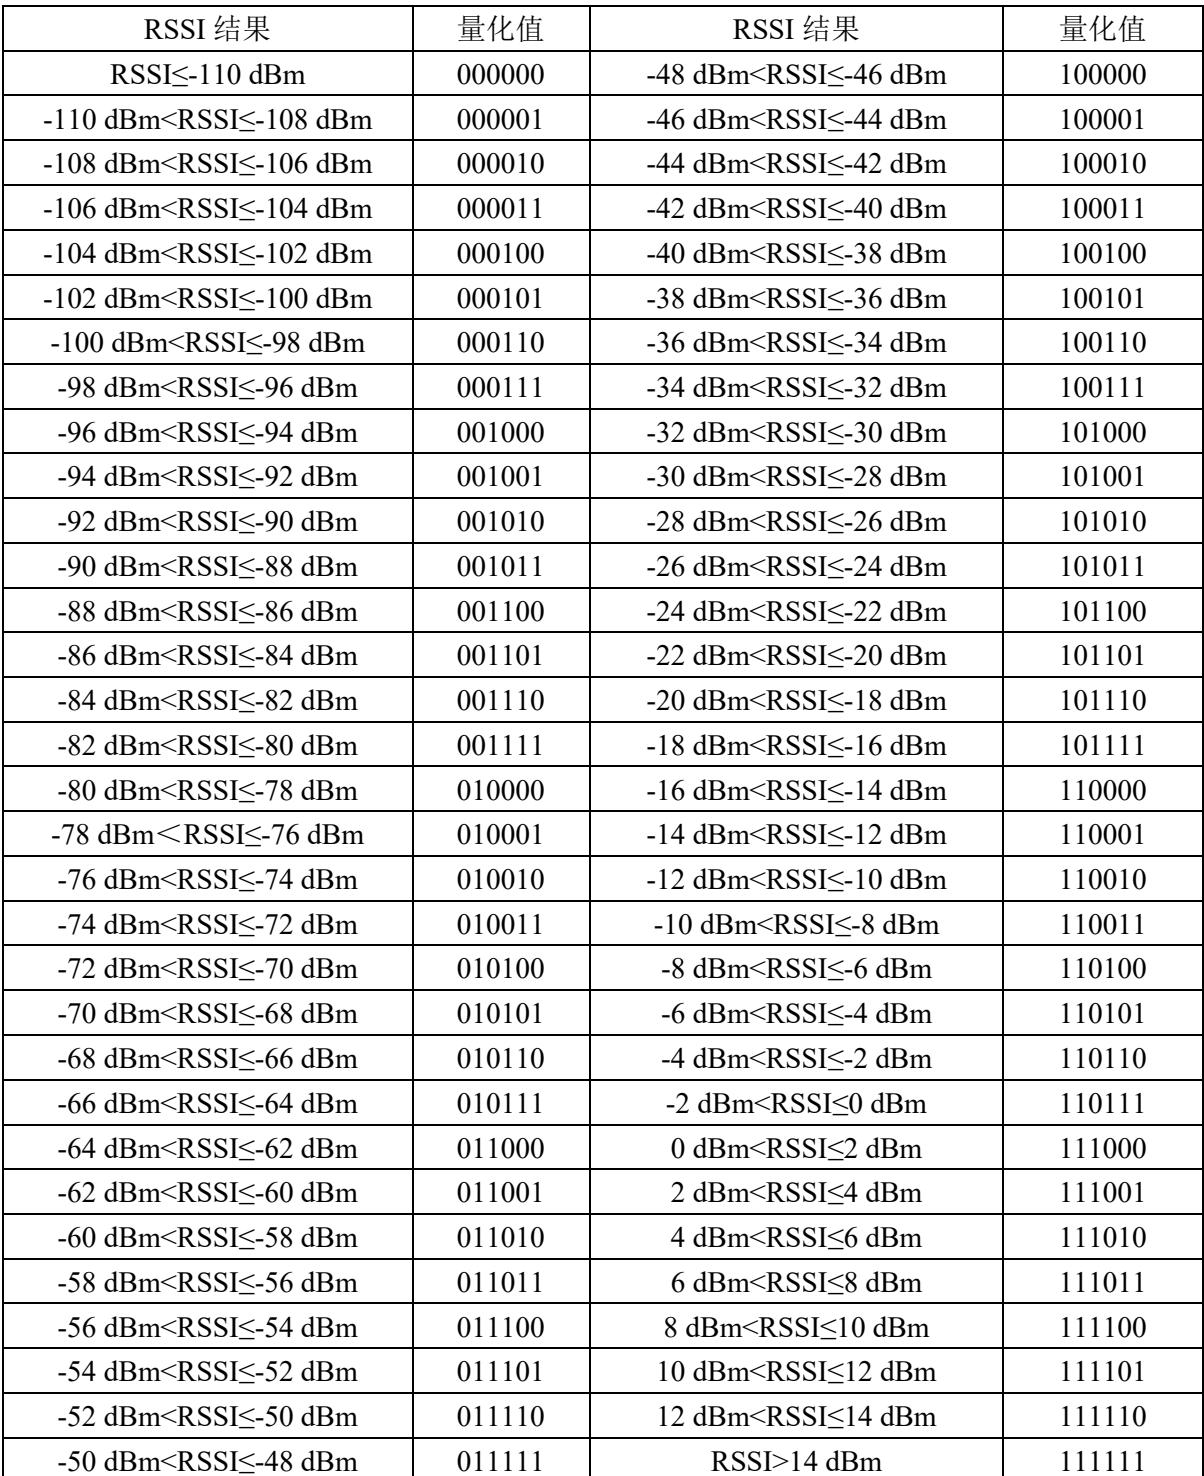 RSSI 结果 量化值 RSSI 结果 量化值
RSSI≤-110 dBm 000000 -48 dBm<RSSI≤-46 dBm 100000
-110 dBm<RSSI≤-108 dBm 000001 -46 dBm<RSSI≤-44 dBm 100001
-108 dBm<RSSI≤-106 dBm 000010 -44 dBm<RSSI≤-42 dBm 100010
-106 dBm<RSSI≤-104 dBm 000011 -42 dBm<RSSI≤-40 dBm 100011
-104 dBm<RSSI≤-102 dBm 000100 -40 dBm<RSSI≤-38 dBm 100100
-102 dBm<RSSI≤-100 dBm 000101 -38 dBm<RSSI≤-36 dBm 100101
-100 dBm<RSSI≤-98 dBm 000110 -36 dBm<RSSI≤-34 dBm 100110
-98 dBm<RSSI≤-96 dBm 000111 -34 dBm<RSSI≤-32 dBm 100111
-96 dBm<RSSI≤-94 dBm 001000 -32 dBm<RSSI≤-30 dBm 101000
-94 dBm<RSSI≤-92 dBm 001001 -30 dBm<RSSI≤-28 dBm 101001
-92 dBm<RSSI≤-90 dBm 001010 -28 dBm<RSSI≤-26 dBm 101010
-90 dBm<RSSI≤-88 dBm 001011 -26 dBm<RSSI≤-24 dBm 101011
-88 dBm<RSSI≤-86 dBm 001100 -24 dBm<RSSI≤-22 dBm 101100
-86 dBm<RSSI≤-84 dBm 001101 -22 dBm<RSSI≤-20 dBm 101101
-84 dBm<RSSI≤-82 dBm 001110 -20 dBm<RSSI≤-18 dBm 101110
-82 dBm<RSSI≤-80 dBm 001111 -18 dBm<RSSI≤-16 dBm 101111
-80 dBm<RSSI≤-78 dBm 010000 -16 dBm<RSSI≤-14 dBm 110000
-78 dBm<RSSI≤-76 dBm 010001 -14 dBm<RSSI≤-12 dBm 110001
-76 dBm<RSSI≤-74 dBm 010010 -12 dBm<RSSI≤-10 dBm 110010
-74 dBm<RSSI≤-72 dBm 010011 -10 dBm<RSSI≤-8 dBm 110011
-72 dBm<RSSI≤-70 dBm 010100 -8 dBm<RSSI≤-6 dBm 110100
-70 dBm<RSSI≤-68 dBm 010101 -6 dBm<RSSI≤-4 dBm 110101
-68 dBm<RSSI≤-66 dBm 010110 -4 dBm<RSSI≤-2 dBm 110110
-66 dBm<RSSI≤-64 dBm 010111 -2 dBm<RSSI≤0 dBm 110111
-64 dBm<RSSI≤-62 dBm 011000 0 dBm<RSSI≤2 dBm 111000
-62 dBm<RSSI≤-60 dBm 011001 2 dBm<RSSI≤4 dBm 111001
-60 dBm<RSSI≤-58 dBm 011010 4 dBm<RSSI≤6 dBm 111010
-58 dBm<RSSI≤-56 dBm 011011 6 dBm<RSSI≤8 dBm 111011
-56 dBm<RSSI≤-54 dBm 011100 8 dBm<RSSI≤10 dBm 111100
-54 dBm<RSSI≤-52 dBm 011101 10 dBm<RSSI≤12 dBm 111101
-52 dBm<RSSI≤-50 dBm 011110 12 dBm<RSSI≤14 dBm 111110
-50 dBm<RSSI≤-48 dBm 011111 RSSI>14 dBm 111111